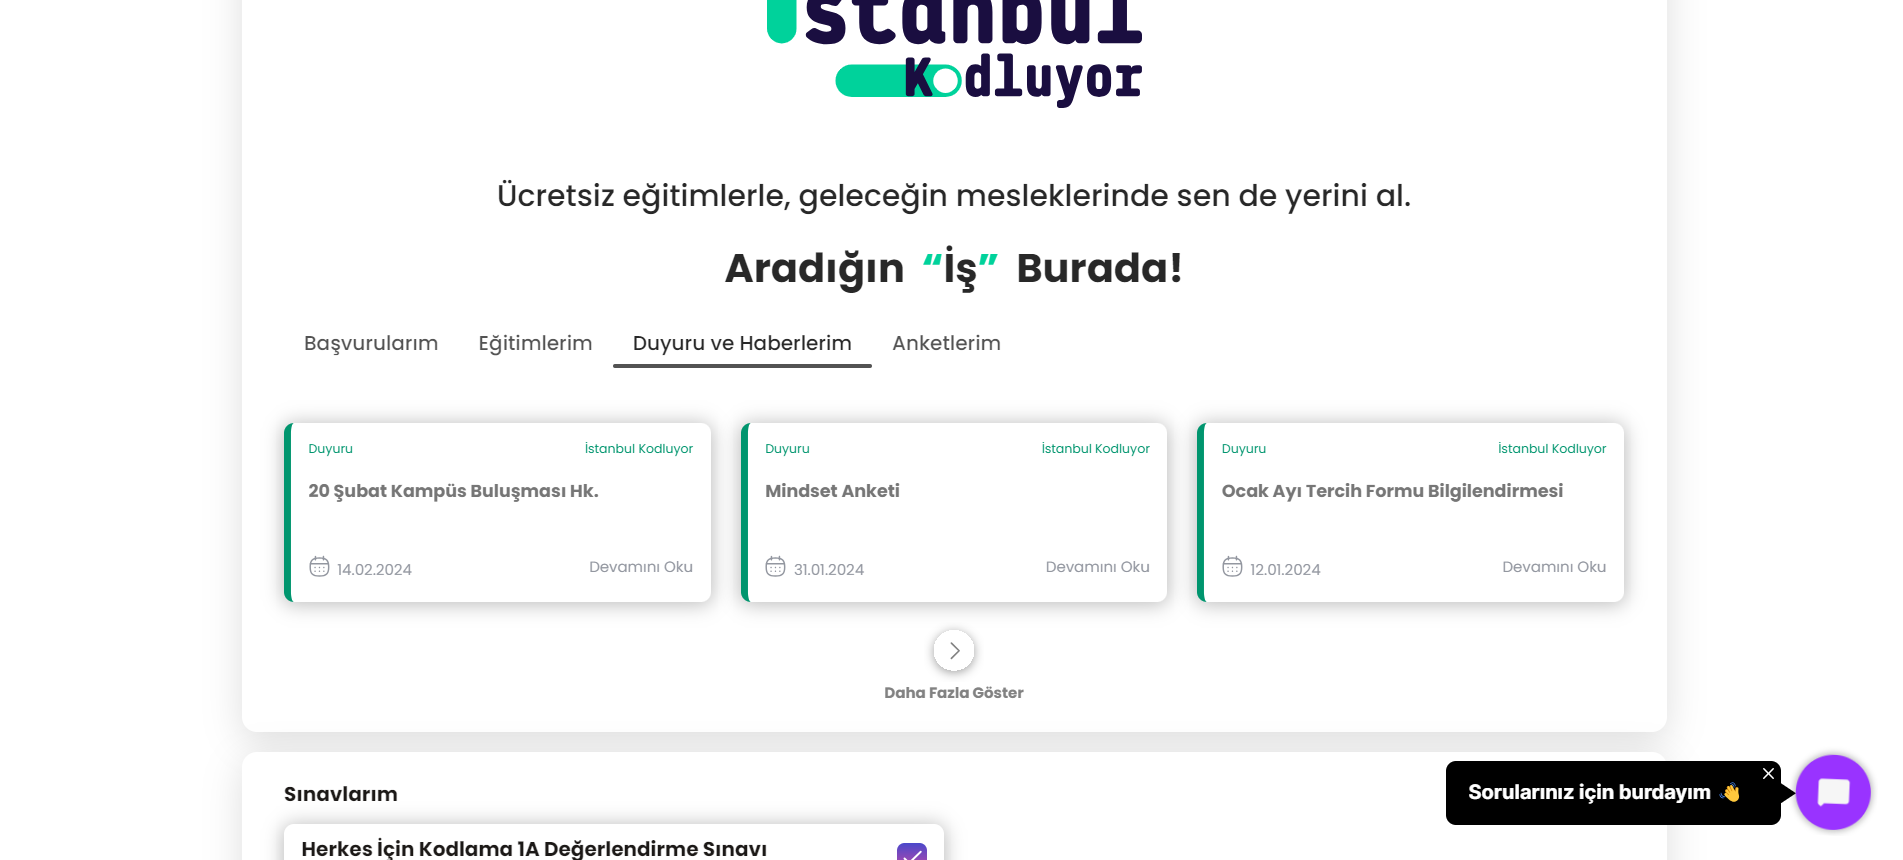 istanbul
Kodluyor
Ücretsiz eğitimlerle, geleceğin mesleklerinde sen de yerini al.
Aradığın “İş” Burada!
Başvurularım Eğitimlerim Duyuru ve Haberlerim Anketlerim
Duyuru İstanbul Kodluyor
20 Şubat Kampüs Buluşması Hk.
14.02.2024 Devamını Oku
Duyuru İstanbul Kodluyor
Mindset Anketi
31.01.2024 Devamını Oku
Duyuru İstanbul Kodluyor
Ocak Ayı Tercih Formu Bilgilendirmesi
12.01.2024 Devamını Oku
Daha Fazla Göster
Sınavlarım
Herkes İçin Kodlama 1A Değerlendirme Sınavı
Sorularınız için burdayım 👋